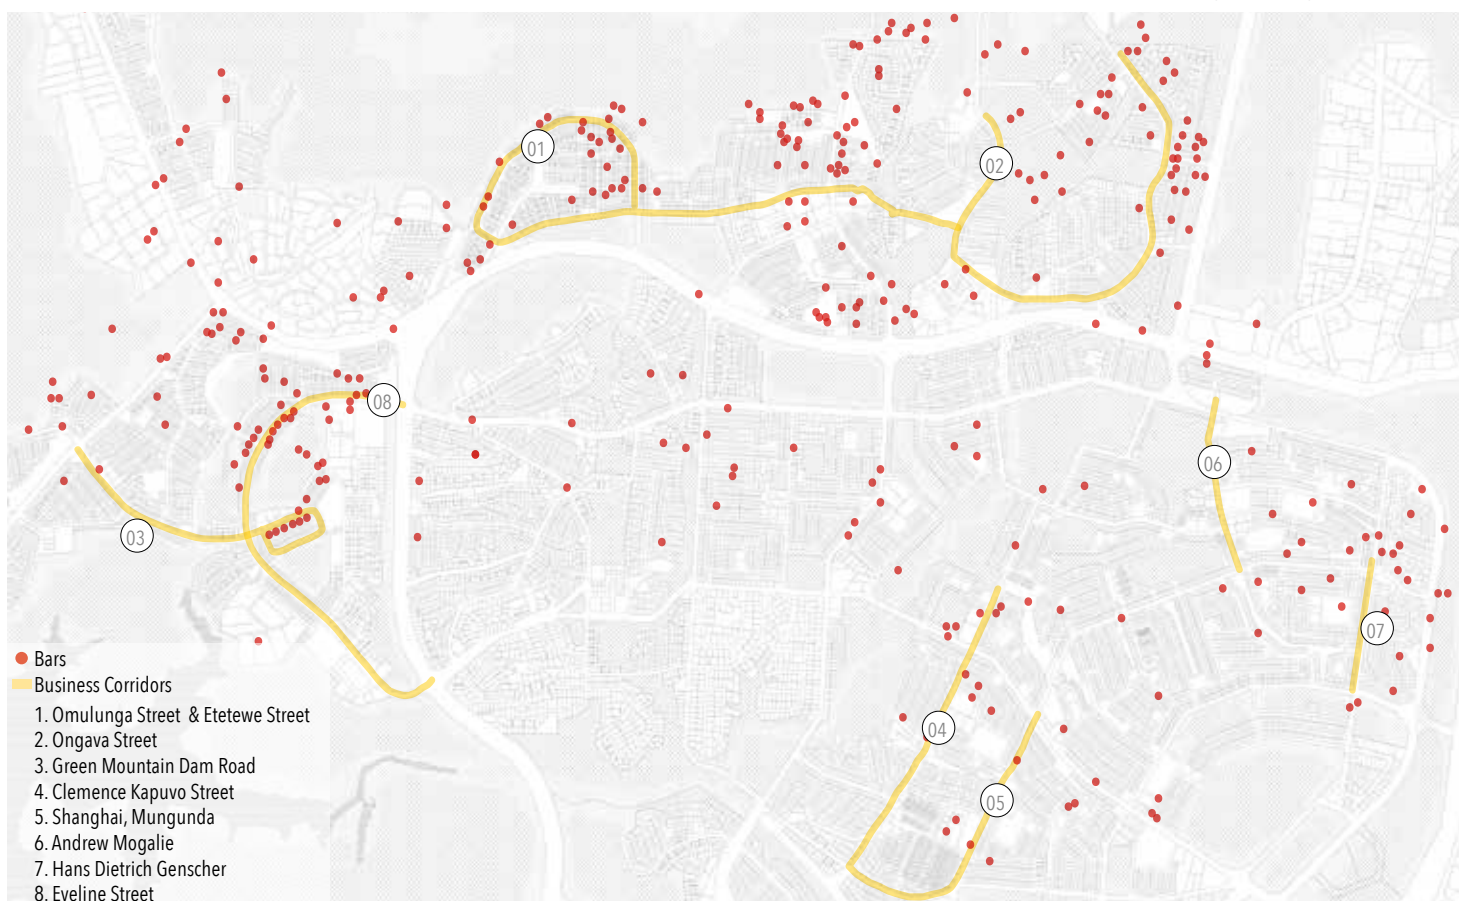 01
02
08
06
03
07
04
05
Bars
Business Corridors
1. Omulunga Street & Etetewe Street
2. Ongava Street
3. Green Mountain Dam Road
4. Clemence Kapuvo Street
5. Shanghai, Mungunda
6. Andrew Mogalie
7. Hans Dietrich Genscher
8. Eveline Street